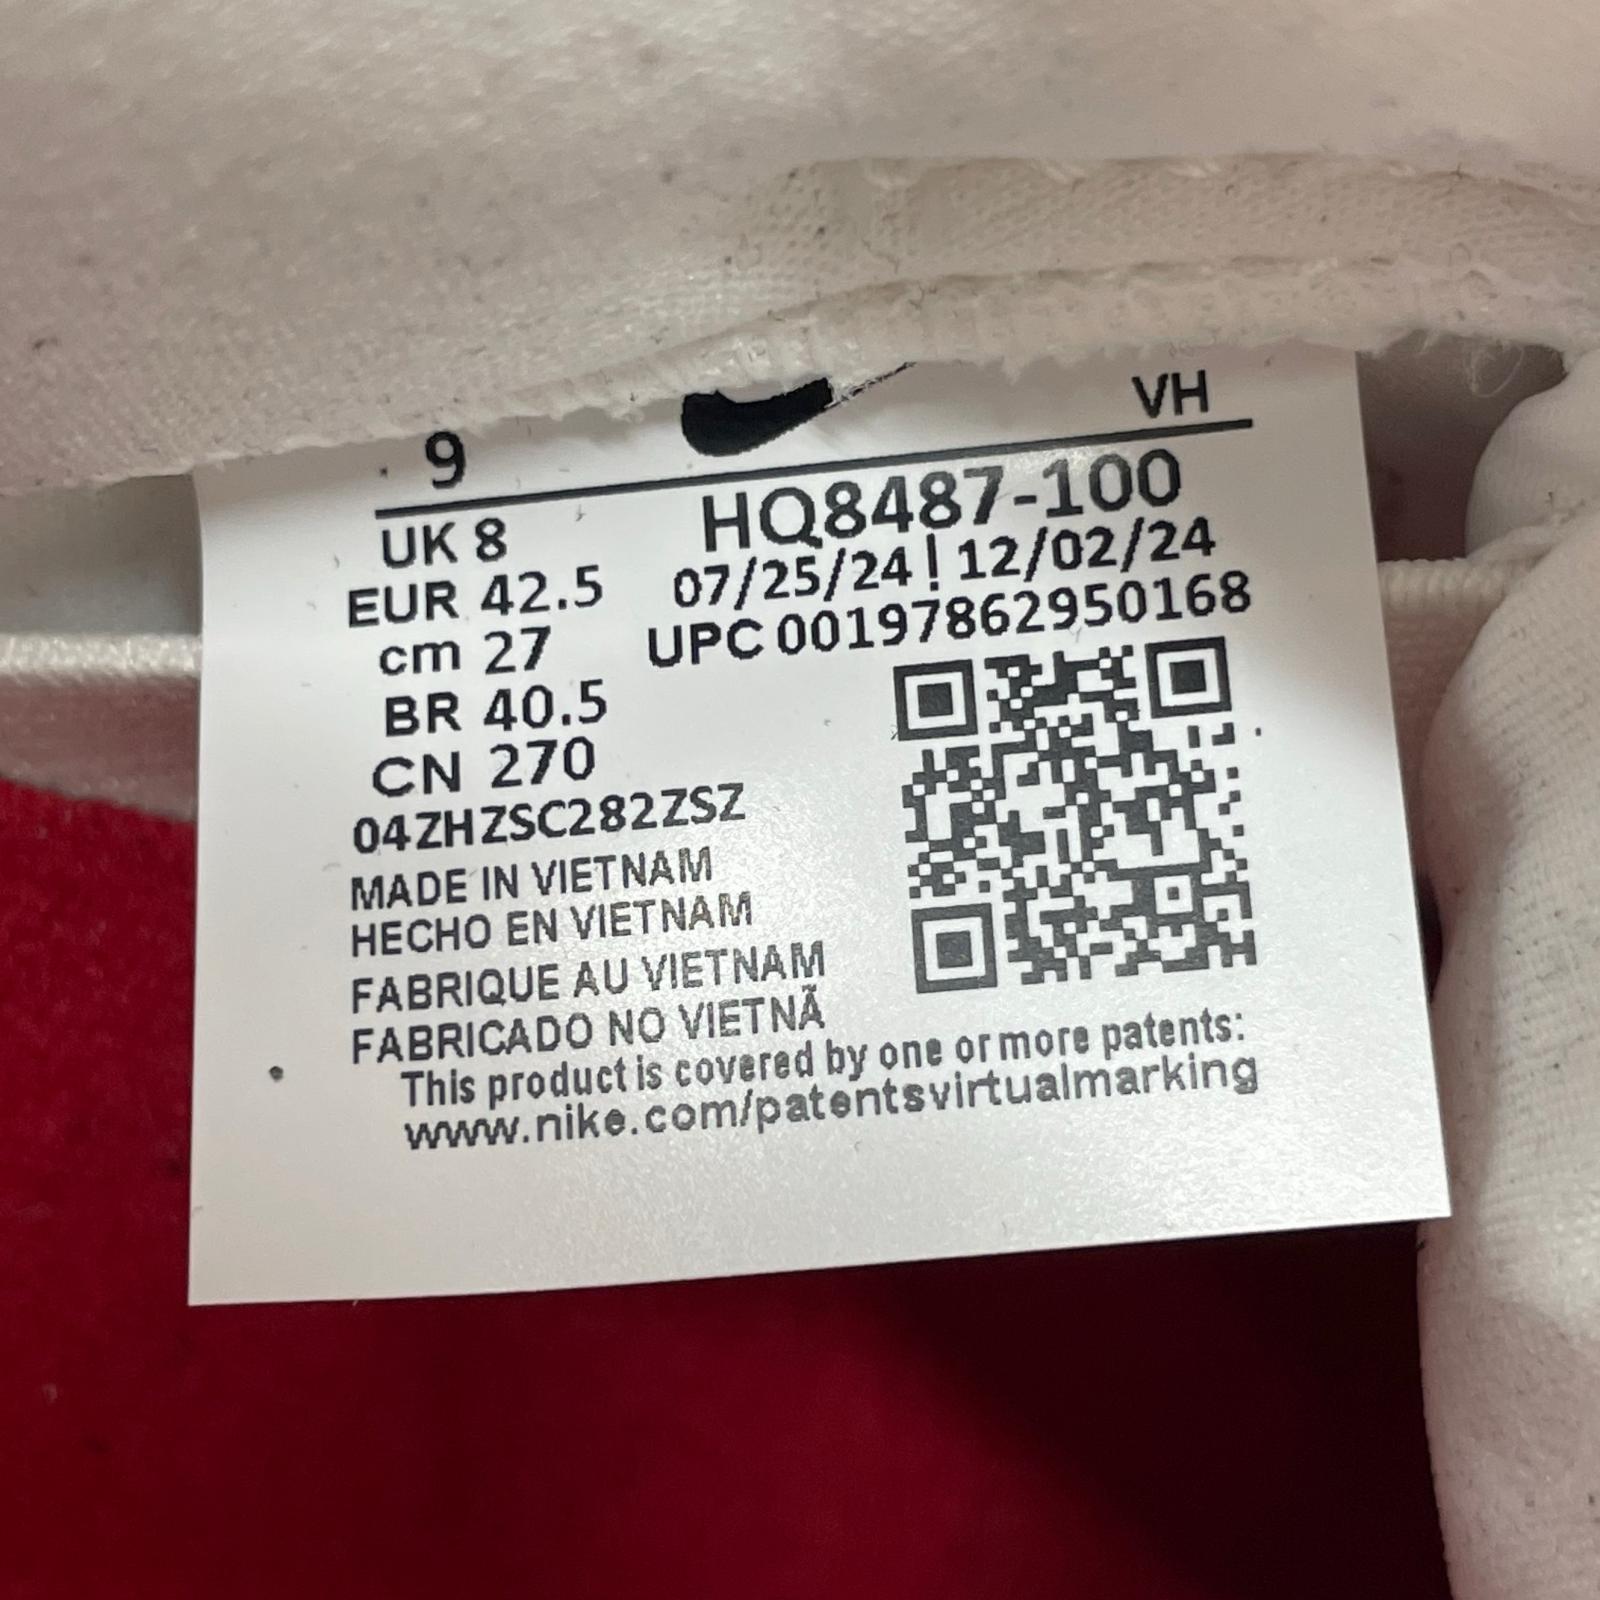 9 VH
UK 8 HQ8487-100
EUR 42.5 07/25/24! 12/02/24
cm 27 UPC 00197862950168
BR 40.5
CN 270
04ZHZSC282ZSZ
MADE IN VIETNAM
HECHO EN VIETNAM
FABRIQUE AU VIETNAM
FABRICADO NO VIETNÃ
This product is covered by one or more patents:
www.nike.com/patentsvirtualmarking